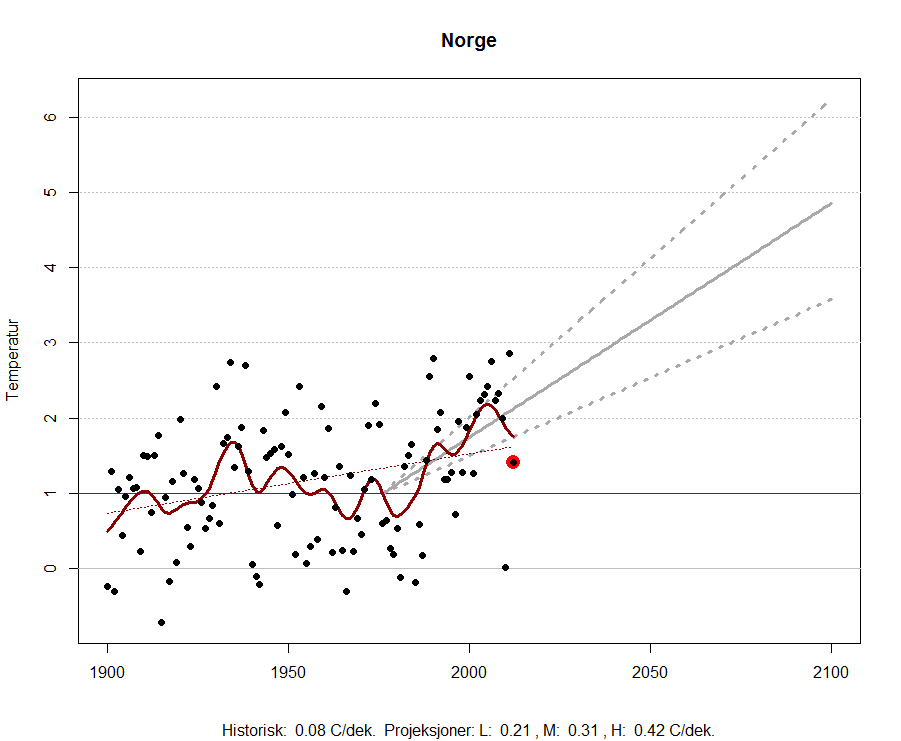 Norge
Temperatur
6
5
4
3
2
1
0
1900 1950 2000 2050 2100
Historisk: 0.08 C/dek. Projeksjoner: L: 0.21 , M: 0.31 , H: 0.42 C/dek.